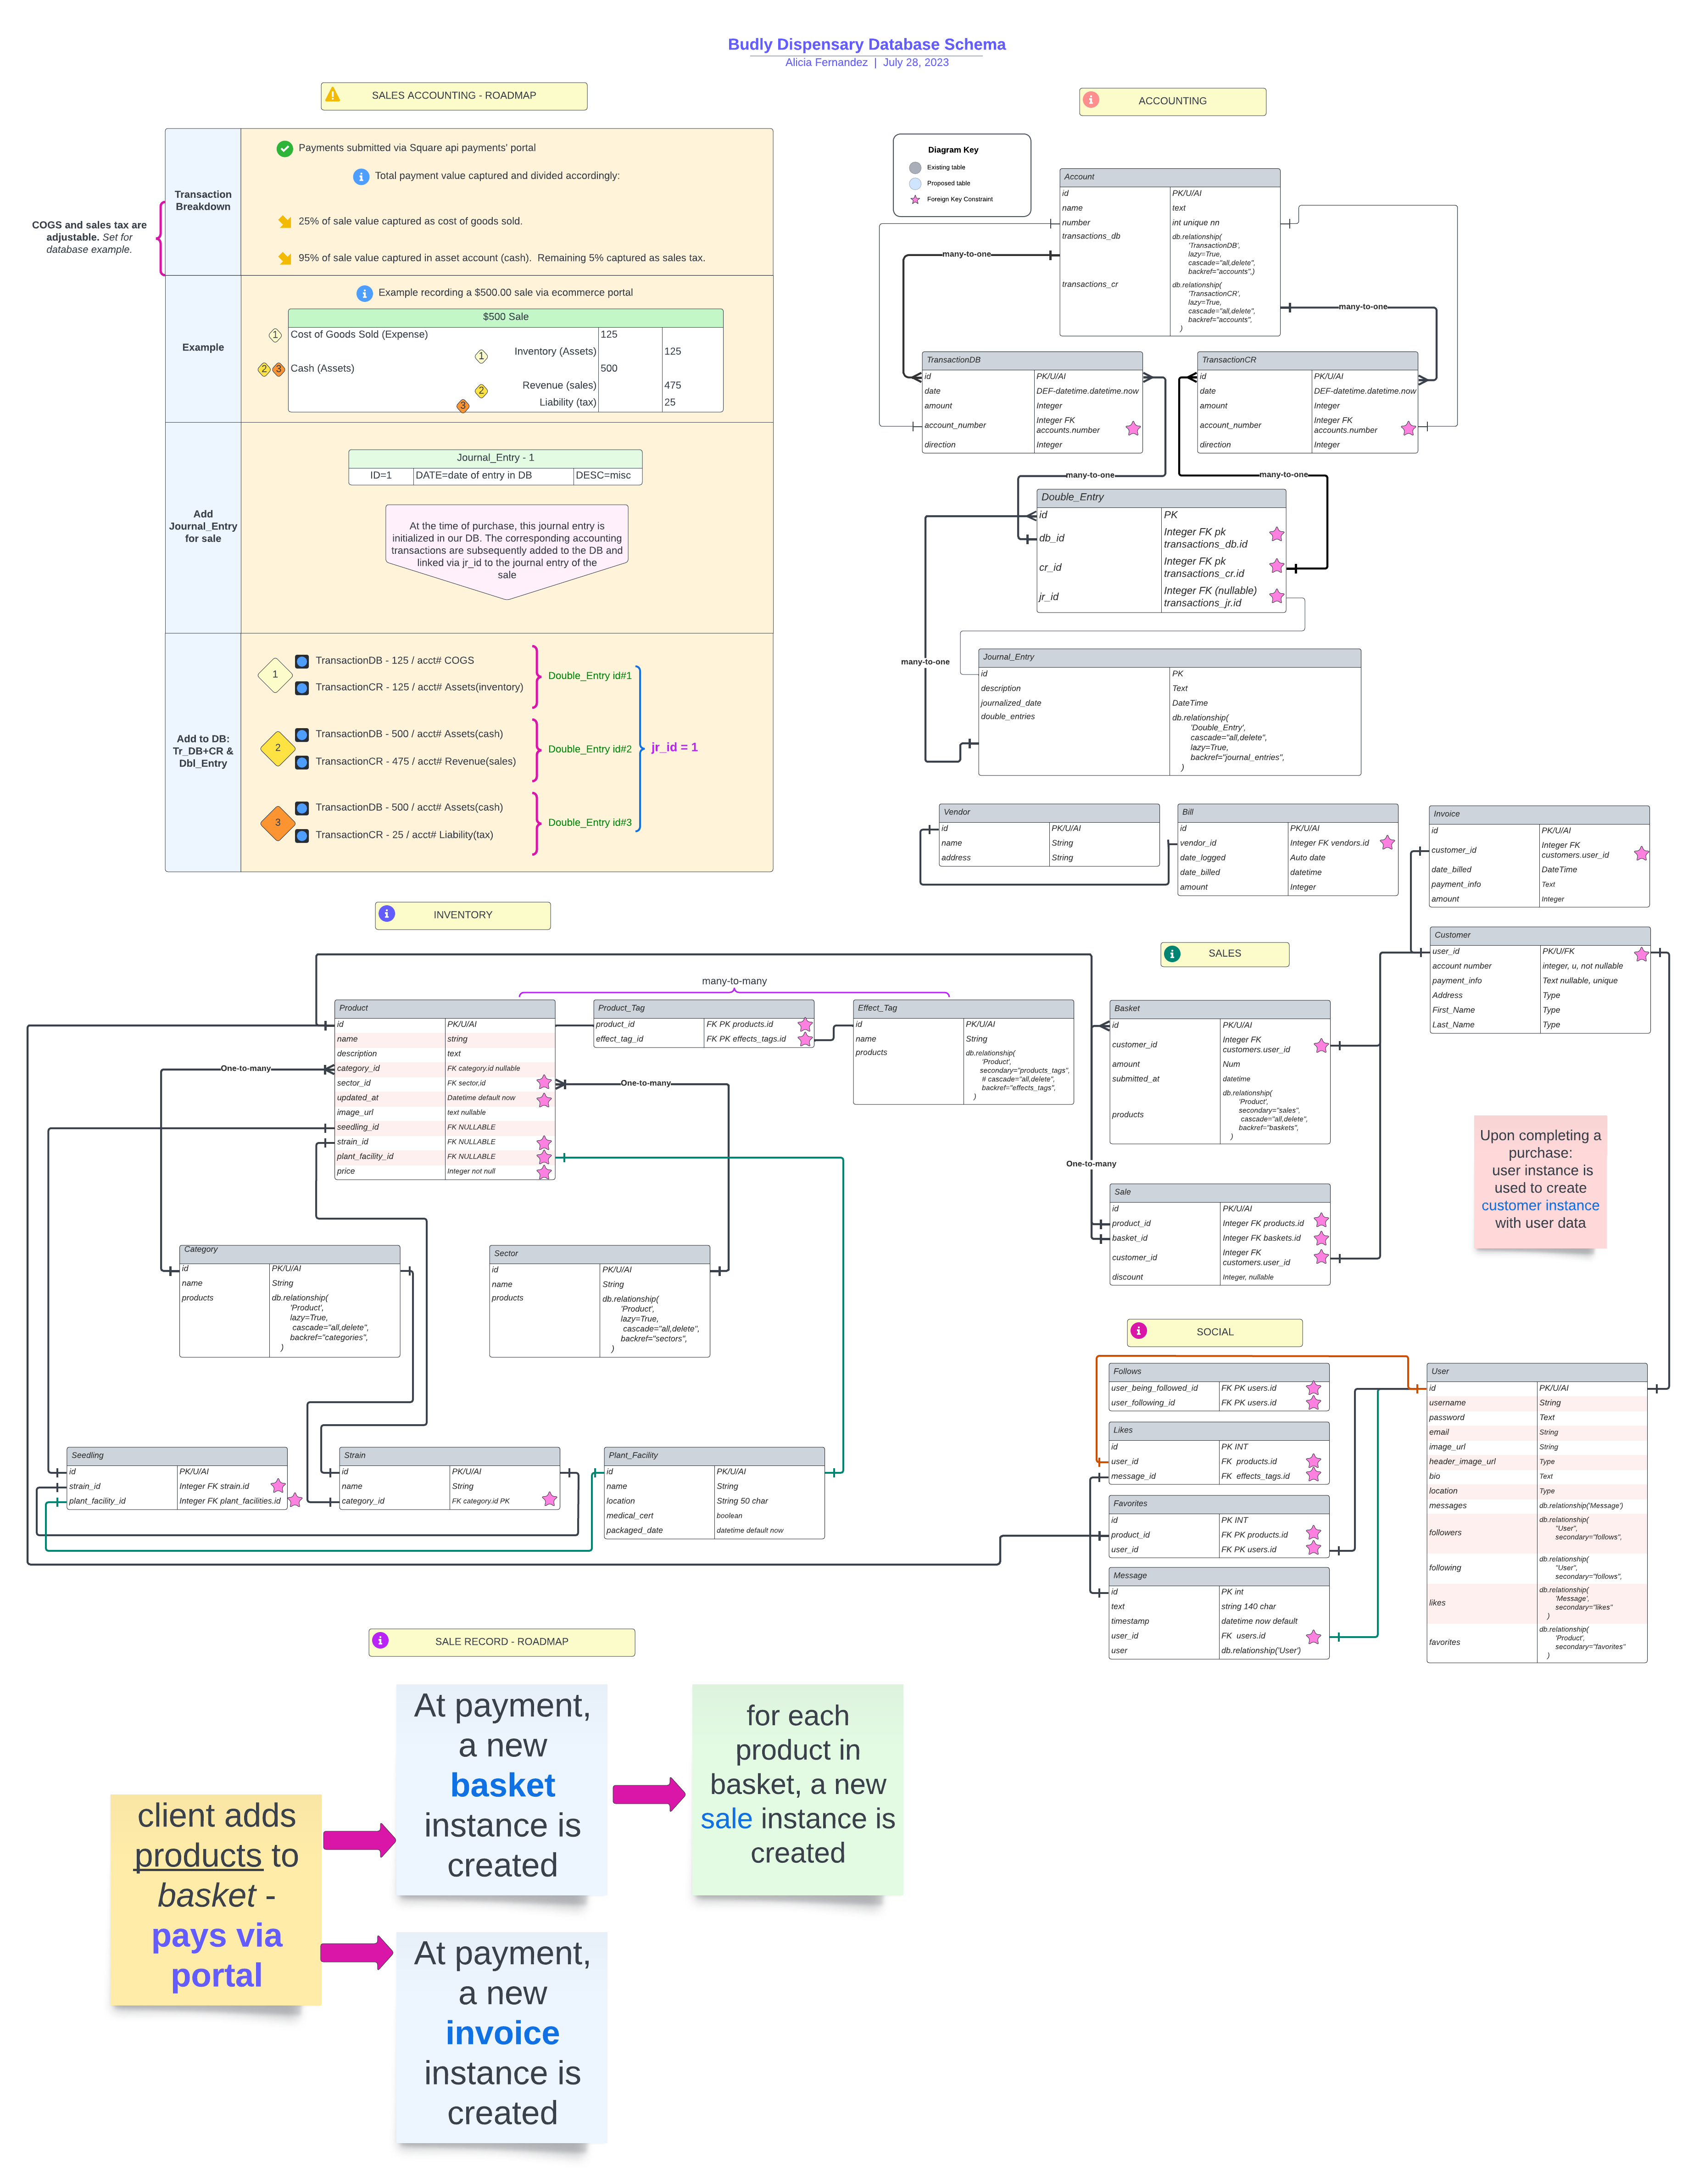 Budly Dispensary Database Schema
Alicia Fernandez | July 28, 2023
SALES ACCOUNTING - ROADMAP
COGS and sales tax are
adjustable. Set for
database example.
Transaction
Breakdown
Payments submitted via Square api payments' portal
Total payment value captured and divided accordingly:
25% of sale value captured as cost of goods sold.
95% of sale value captured in asset account (cash). Remaining 5% captured as sales tax.
Example
Example recording a $500.00 sale via ecommerce portal
$500 Sale
1 Cost of Goods Sold (Expense) 125
1 Inventory (Assets) 125
2 3 Cash (Assets) 500
2 Revenue (sales) 475
3 Liability (tax) 25
Add
Journal_Entry
for sale
Journal_Entry - 1
ID=1 DATE=date of entry in DB DESC=misc
At the time of purchase, this journal entry is
initialized in our DB. The corresponding accounting
transactions are subsequently added to the DB and
linked via jr_id to the journal entry of the
sale
Add to DB:
Tr_DB+CR &
Dbl_Entry
1
TransactionDB - 125 / acct# COGS
TransactionCR - 125 / acct# Assets(inventory)
Double_Entry id#1
2
TransactionDB - 500 / acct# Assets(cash)
TransactionCR - 475 / acct# Revenue(sales)
Double_Entry id#2
jr_id = 1
3
TransactionDB - 500 / acct# Assets(cash)
TransactionCR - 25 / acct# Liability(tax)
Double_Entry id#3
ACCOUNTING
Diagram Key
Existing table
Proposed table
Foreign Key Constraint
Account
id PK/U/AI
name text
number int unique nn
transactions_db db.relationship(
'TransactionDB',
lazy=True,
cascade="all,delete",
backref="accounts",)
transactions_cr db.relationship(
'TransactionCR',
lazy=True,
cascade="all,delete",
backref="accounts",
)
many-to-one
many-to-one
TransactionDB
id PK/U/AI
date DEF-datetime.datetime.now
amount Integer
account_number Integer FK
accounts.number
direction Integer
TransactionCR
id PK/U/AI
date DEF-datetime.datetime.now
amount Integer
account_number Integer FK
accounts.number
direction Integer
many-to-one
many-to-one
Double_Entry
id PK
db_id Integer FK pk
transactions_db.id
cr_id Integer FK pk
transactions_cr.id
jr_id Integer FK (nullable)
transactions_jr.id
many-to-one
Journal_Entry
id PK
description Text
journalized_date DateTime
double_entries db.relationship(
'Double_Entry',
cascade="all,delete",
lazy=True,
backref="journal_entries",
)
Vendor
id PK/U/AI
name String
address String
Bill
id PK/U/AI
vendor_id Integer FK vendors.id
date_logged Auto date
date_billed datetime
amount Integer
Invoice
id PK/U/AI
customer_id Integer FK
customers.user_id
date_billed DateTime
payment_info Text
amount Integer
Customer
user_id PK/U/FK
account number integer, u, not nullable
payment_info Text nullable, unique
Address Type
First_Name Type
Last_Name Type
INVENTORY
many-to-many
Product
id PK/U/AI
name string
description text
category_id FK category.id nullable
sector_id FK sector,id
updated_at Datetime default now
image_url text nullable
seedling_id FK NULLABLE
strain_id FK NULLABLE
plant_facility_id FK NULLABLE
price Integer not null
Product_Tag
product_id FK PK products.id
effect_tag_id FK PK effects_tags.id
Effect_Tag
id PK/U/AI
name String
products db.relationship(
'Product',
secondary="products_tags",
# cascade="all,delete",
backref="effects_tags",
)
One-to-many
One-to-many
Category
id PK/U/AI
name String
products db.relationship(
'Product',
lazy=True,
cascade="all,delete",
backref="categories",
)
Sector
id PK/U/AI
name String
products db.relationship(
'Product',
lazy=True,
cascade="all,delete",
backref="sectors",
)
Seedling
id PK/U/AI
strain_id Integer FK strain.id
plant_facility_id Integer FK plant_facilities.id
Strain
id PK/U/AI
name String
category_id FK category.id PK
Plant_Facility
id PK/U/AI
name String
location String 50 char
medical_cert boolean
packaged_date datetime default now
SALES
Basket
id PK/U/AI
customer_id Integer FK
customers.user_id
amount Num
submitted_at datetime
products db.relationship(
'Product',
secondary="sales",
cascade="all,delete",
backref="baskets",
)
One-to-many
Sale
id PK/U/AI
product_id Integer FK products.id
basket_id Integer FK baskets.id
customer_id Integer FK
customers.user_id
discount Integer, nullable
Upon completing a
purchase:
user instance is
used to create
customer instance
with user data
SOCIAL
Follows
user_being_followed_id FK PK users.id
user_following_id FK PK users.id
Likes
id PK INT
user_id FK products.id
message_id FK effects_tags.id
Favorites
id PK INT
product_id FK PK products.id
user_id FK PK users.id
Message
id PK int
text string 140 char
timestamp datetime now default
user_id FK users.id
user db.relationship('User')
User
id PK/U/AI
username String
password Text
email String
image_url String
header_image_url Type
bio Text
location Type
messages db.relationship('Message')
followers db.relationship(
"User",
secondary="follows",
following db.relationship(
"User",
secondary="follows",
likes db.relationship(
'Message',
secondary="likes"
)
favorites db.relationship(
'Product',
secondary="favorites"
)
SALE RECORD - ROADMAP
client adds
products to
basket -
pays via
portal
At payment,
a new
basket
instance is
created
for each
product in
basket, a new
sale instance is
created
At payment,
a new
invoice
instance is
created